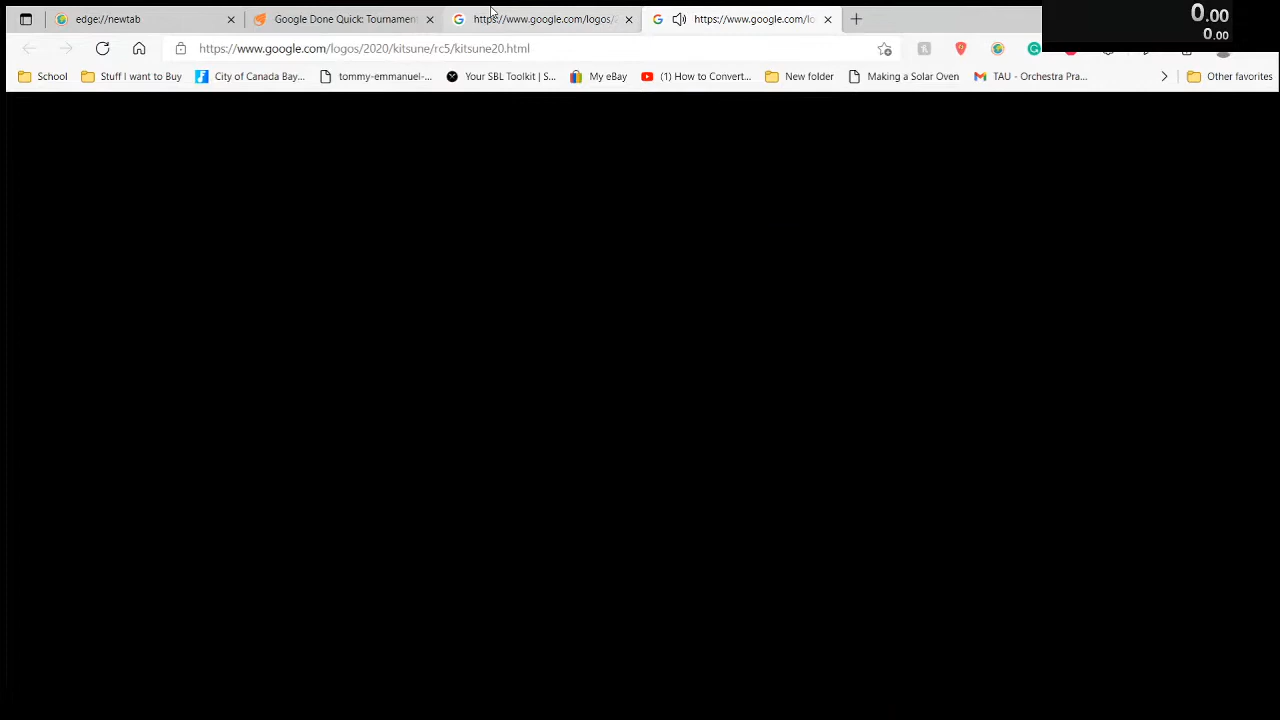 edge://newtab
Google Done Quick: Tournamen
https://www.google.com/logos/2
https://www.google.com/lo
0.00
0.00
https://www.google.com/logos/2020/kitsune/rc5/kitsune20.html
School
Stuff I want to Buy
City of Canada Bay...
tommy-emmanuel-...
Your SBL Toolkit | S...
My eBay
(1) How to Convert...
New folder
Making a Solar Oven
TAU - Orchestra Pra...
Other favorites